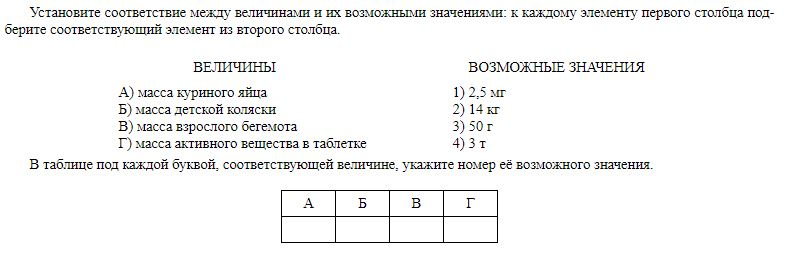 Установите соответствие между величинами и их возможными значениями: к каждому элементу первого столбца под-
берите соответствующий элемент из второго столбца.
ВЕЛИЧИНЫ ВОЗМОЖНЫЕ ЗНАЧЕНИЯ
А) масса куриного яйца 1) 2,5 мг
Б) масса детской коляски 2) 14 кг
В) масса взрослого бегемота 3) 50 г
Г) масса активного вещества в таблетке 4) 3 т
В таблице под каждой буквой, соответствующей величине, укажите номер её возможного значения.
А Б В Г